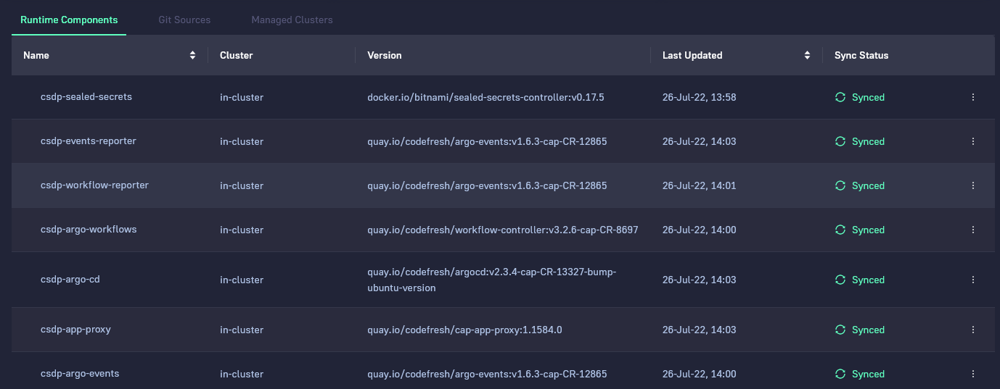 Runtime Components Git Sources Managed Clusters
Name Cluster Version Last Updated Sync Status
csdp-sealed-secrets in-cluster docker.io/bitnami/sealed-secrets-controller:v0.17.5 26-Jul-22, 13:58 Synced
csdp-events-reporter in-cluster quay.io/codefresh/argo-events:v1.6.3-cap-CR-12865 26-Jul-22, 14:03 Synced
csdp-workflow-reporter in-cluster quay.io/codefresh/argo-events:v1.6.3-cap-CR-12865 26-Jul-22, 14:01 Synced
csdp-argo-workflows in-cluster quay.io/codefresh/workflow-controller:v3.2.6-cap-CR-8697 26-Jul-22, 14:00 Synced
csdp-argo-cd in-cluster quay.io/codefresh/argocd:v2.3.4-cap-CR-13327-bump-
ubuntu-version 26-Jul-22, 14:03 Synced
csdp-app-proxy in-cluster quay.io/codefresh/cap-app-proxy:1.1584.0 26-Jul-22, 14:03 Synced
csdp-argo-events in-cluster quay.io/codefresh/argo-events:v1.6.3-cap-CR-12865 26-Jul-22, 14:00 Synced